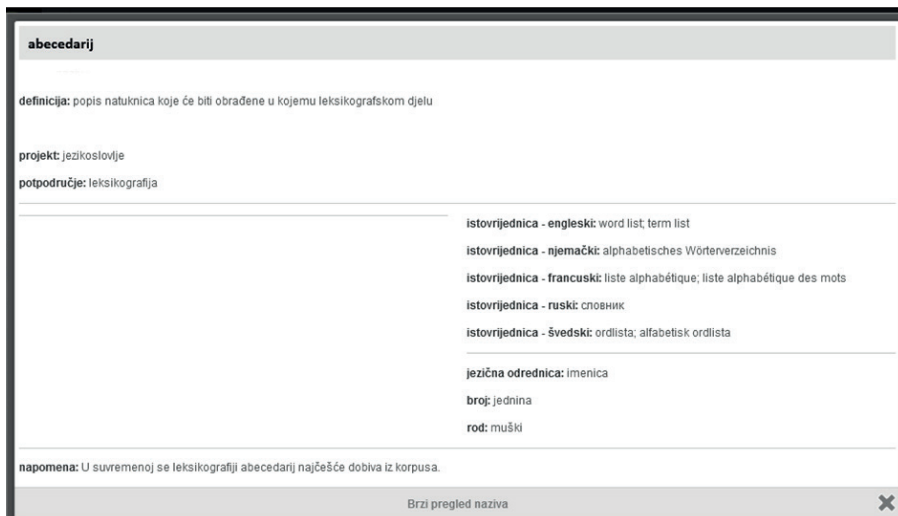 abecedarij
definicija: popis natuknica koje će biti obrađene u kojemu leksikografskom djelu
projekt: jezikoslovlje
potpodručje: leksikografija
istovrijednica - engleski: word list; term list
istovrijednica - njemački: alphabetisches Wörterverzeichnis
istovrijednica - francuski: liste alphabétique; liste alphabétique des mots
istovrijednica - ruski: словник
istovrijednica - švedski: ordlista; alfabetisk ordlista
jezična odrednica: imenica
broj: jednina
rod: muški
napomena: U suvremenoj se leksikografiji abecedarij najčešće dobiva iz korpusa.
Brzi pregled naziva